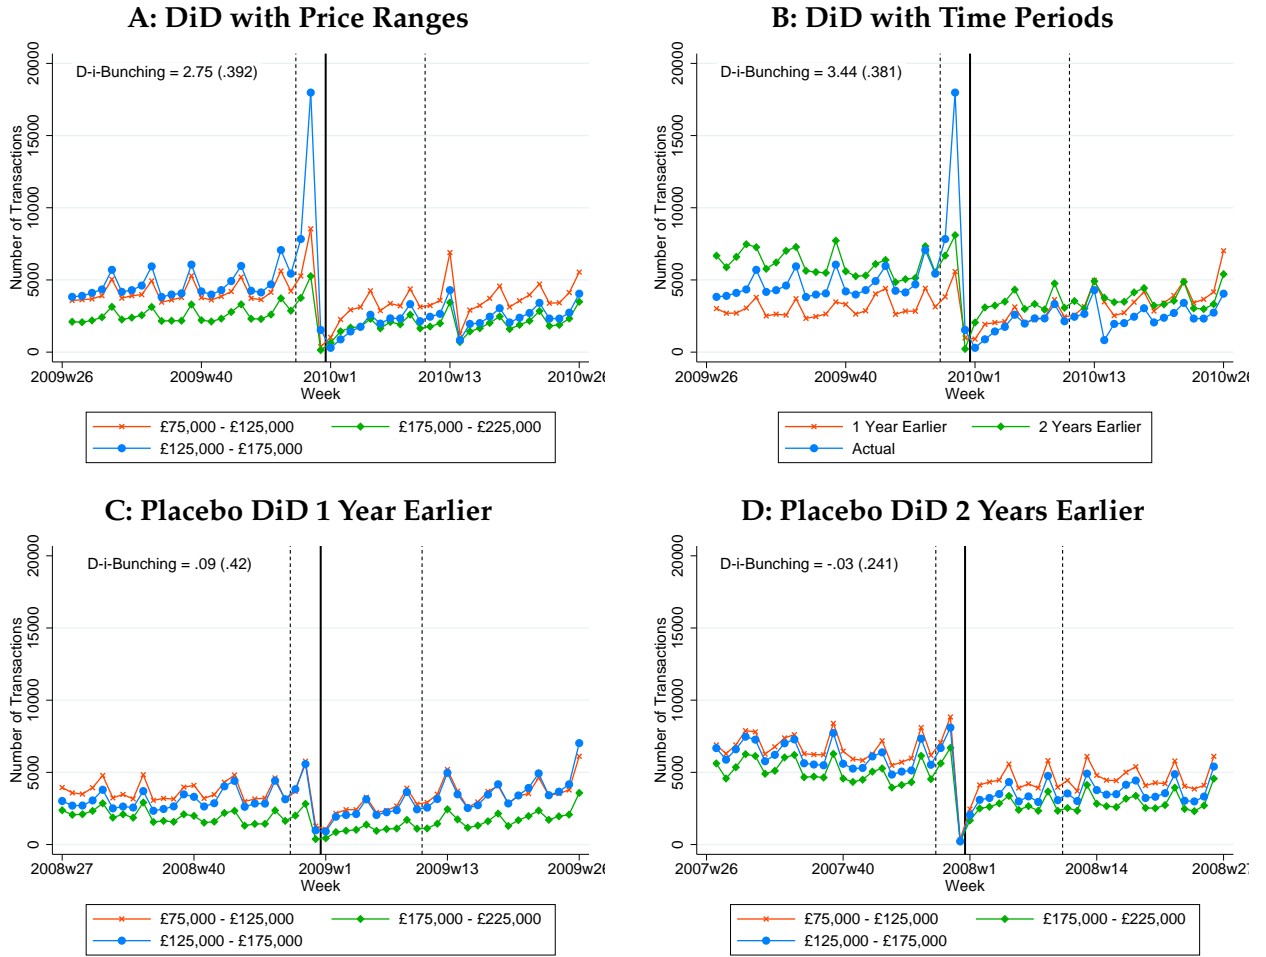 A: DiD with Price Ranges
D-i-Bunching = 2.75 (.392)
Number of Transactions
0 5000 10000 15000 20000
2009w26 2009w40 2010w1 2010w13 2010w26
Week
£75,000 - £125,000 £175,000 - £225,000
£125,000 - £175,000
B: DiD with Time Periods
D-i-Bunching = 3.44 (.381)
Number of Transactions
0 5000 10000 15000 20000
2009w26 2009w40 2010w1 2010w13 2010w26
Week
1 Year Earlier 2 Years Earlier
Actual
C: Placebo DiD 1 Year Earlier
D-i-Bunching = .09 (.42)
Number of Transactions
0 5000 10000 15000 20000
2008w27 2008w40 2009w1 2009w13 2009w26
Week
£75,000 - £125,000 £175,000 - £225,000
£125,000 - £175,000
D: Placebo DiD 2 Years Earlier
D-i-Bunching = -.03 (.241)
Number of Transactions
0 5000 10000 15000 20000
2007w26 2007w40 2008w1 2008w14 2008w27
Week
£75,000 - £125,000 £175,000 - £225,000
£125,000 - £175,000